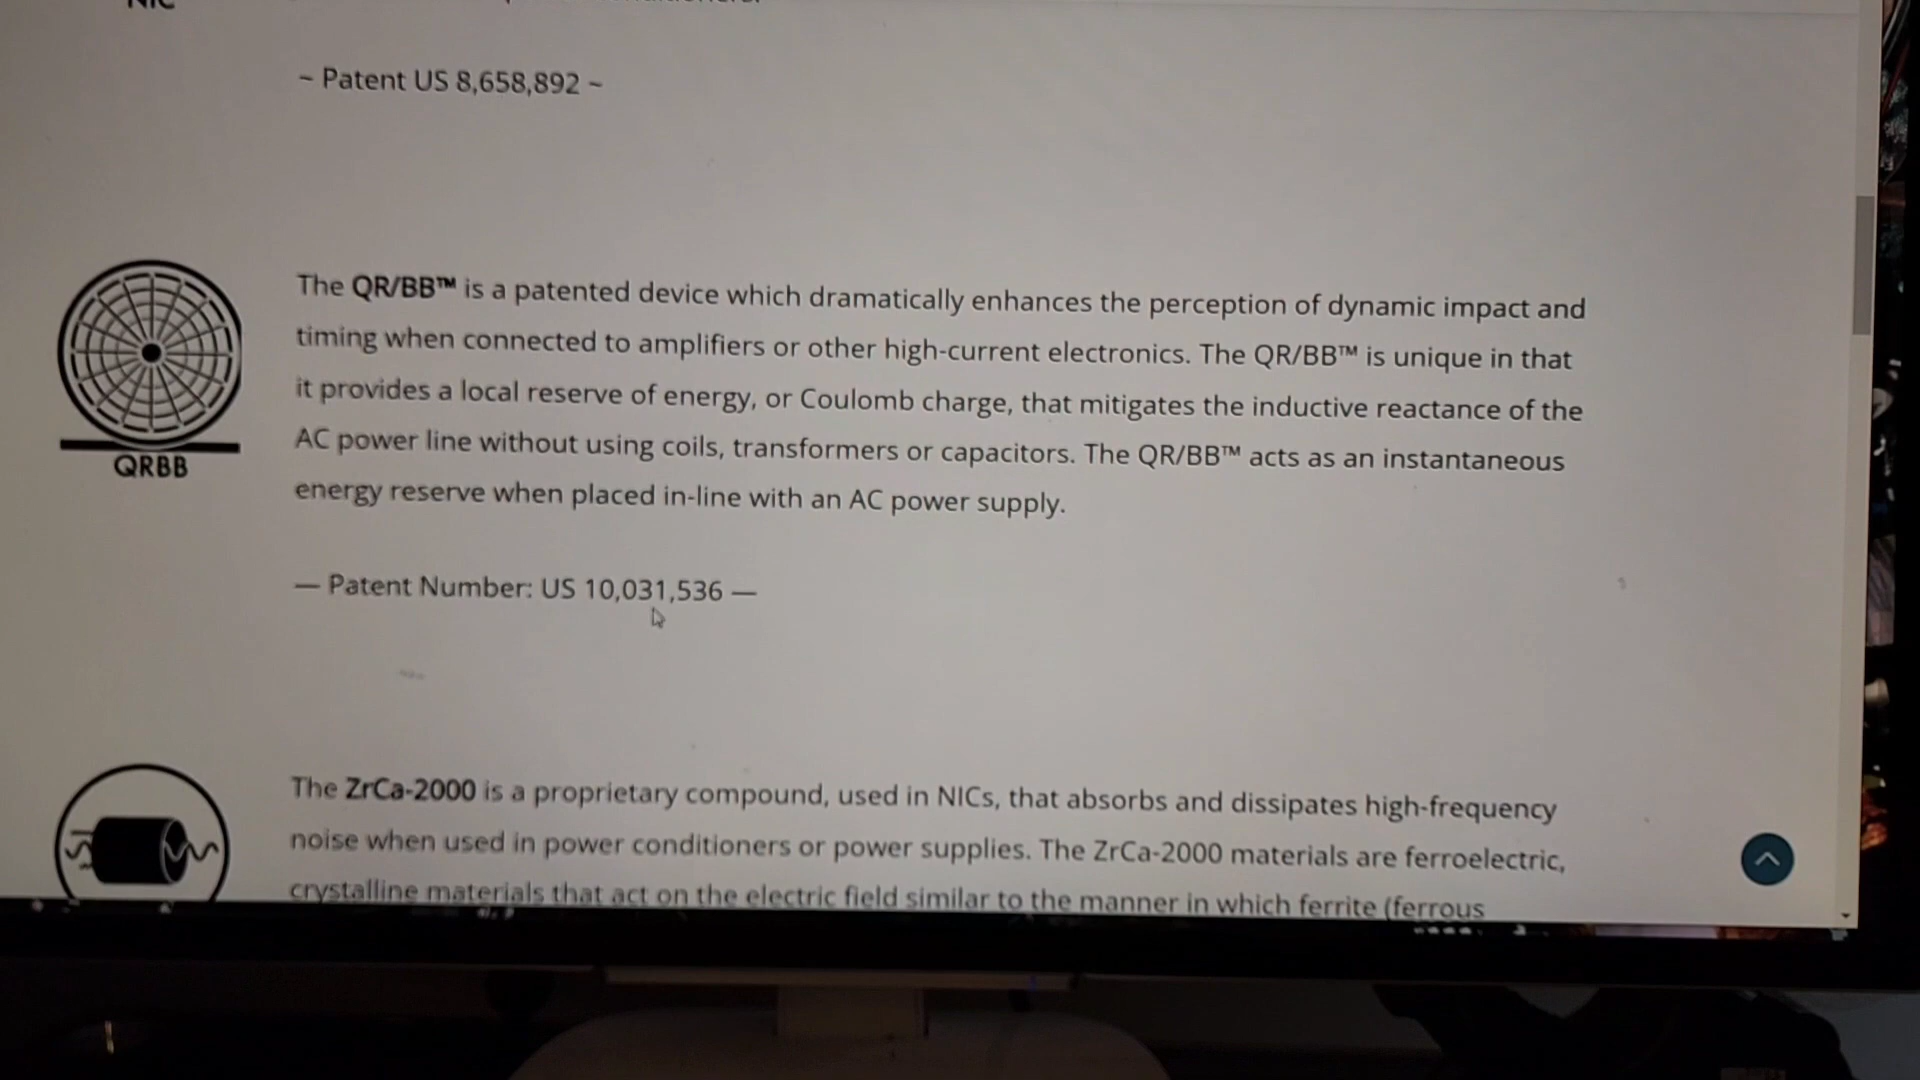 ~ Patent US 8,658,892 ~
The QR/BB™ is a patented device which dramatically enhances the perception of dynamic impact and
timing when connected to amplifiers or other high-current electronics. The QR/BB™ is unique in that
it provides a local reserve of energy, or Coulomb charge, that mitigates the inductive reactance of the
AC power line without using coils, transformers or capacitors. The QR/BB™ acts as an instantaneous
energy reserve when placed in-line with an AC power supply.
QRBB
— Patent Number: US 10,031,536 —
The ZrCa-2000 is a proprietary compound, used in NICs, that absorbs and dissipates high-frequency
noise when used in power conditioners or power supplies. The ZrCa-2000 materials are ferroelectric,
crystalline materials that act on the electric field similar to the manner in which ferrite (ferrous